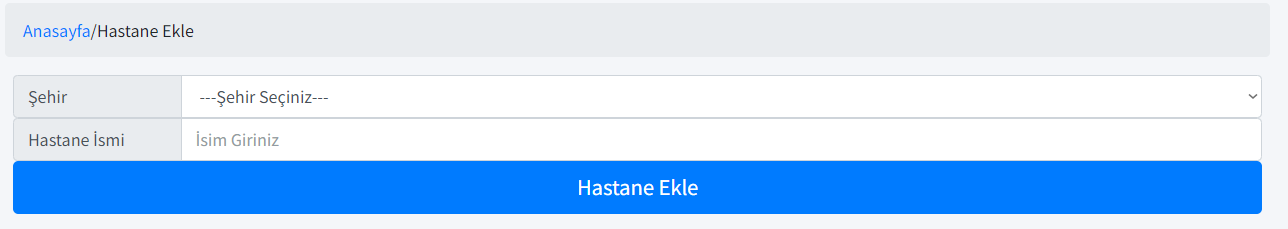 Anasayfa/Hastane Ekle
Şehir ---Şehir Seçiniz---
Hastane İsmi İsim Giriniz
Hastane Ekle